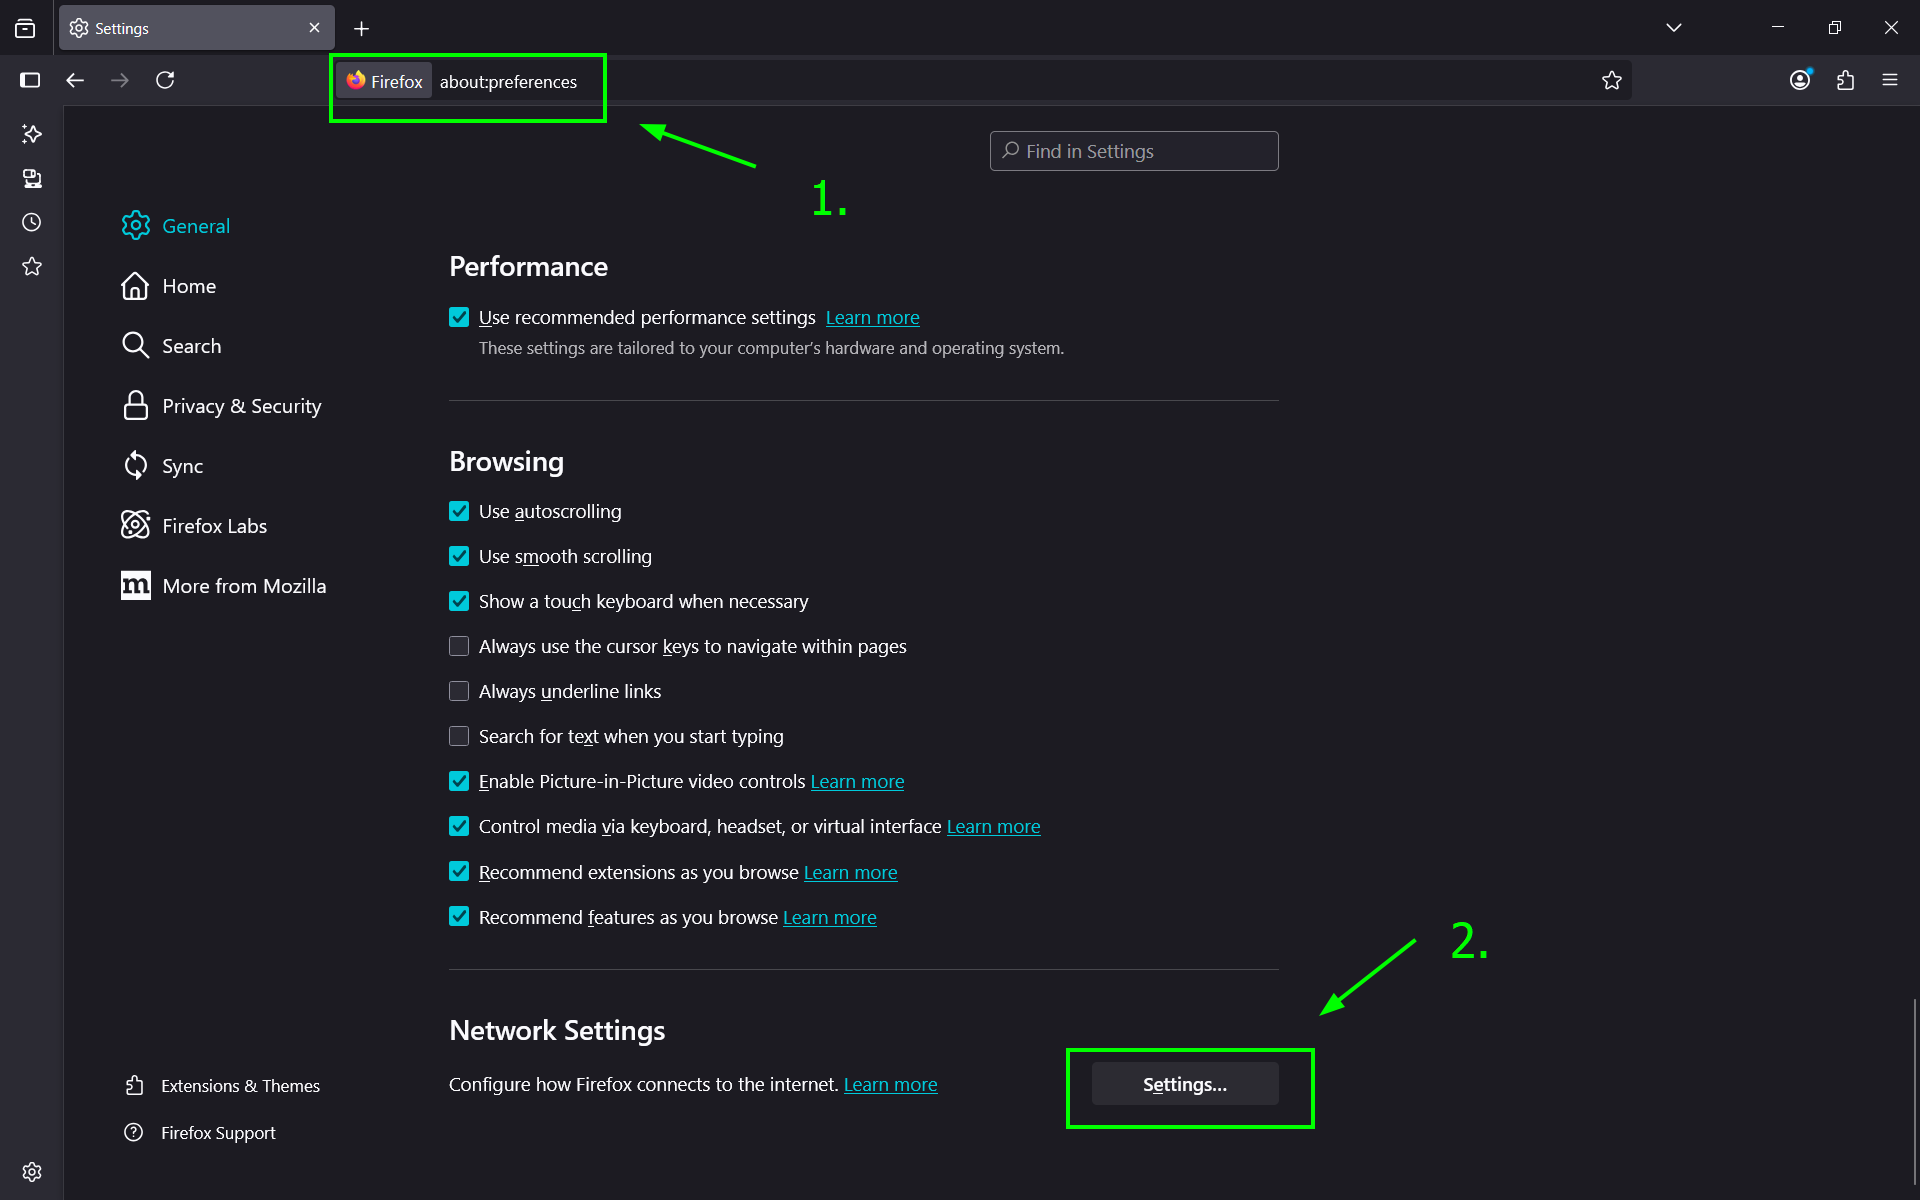 Settings
Firefox about:preferences
1.
Find in Settings
General
Home
Search
Privacy & Security
Sync
Firefox Labs
m More from Mozilla
Performance
Use recommended performance settings Learn more
These settings are tailored to your computer's hardware and operating system.
Browsing
Use autoscrolling
Use smooth scrolling
Show a touch keyboard when necessary
Always use the cursor keys to navigate within pages
Always underline links
Search for text when you start typing
Enable Picture-in-Picture video controls Learn more
Control media via keyboard, headset, or virtual interface Learn more
Recommend extensions as you browse Learn more
Recommend features as you browse Learn more
2.
Network Settings
Configure how Firefox connects to the internet. Learn more
Settings...
Extensions & Themes
Firefox Support